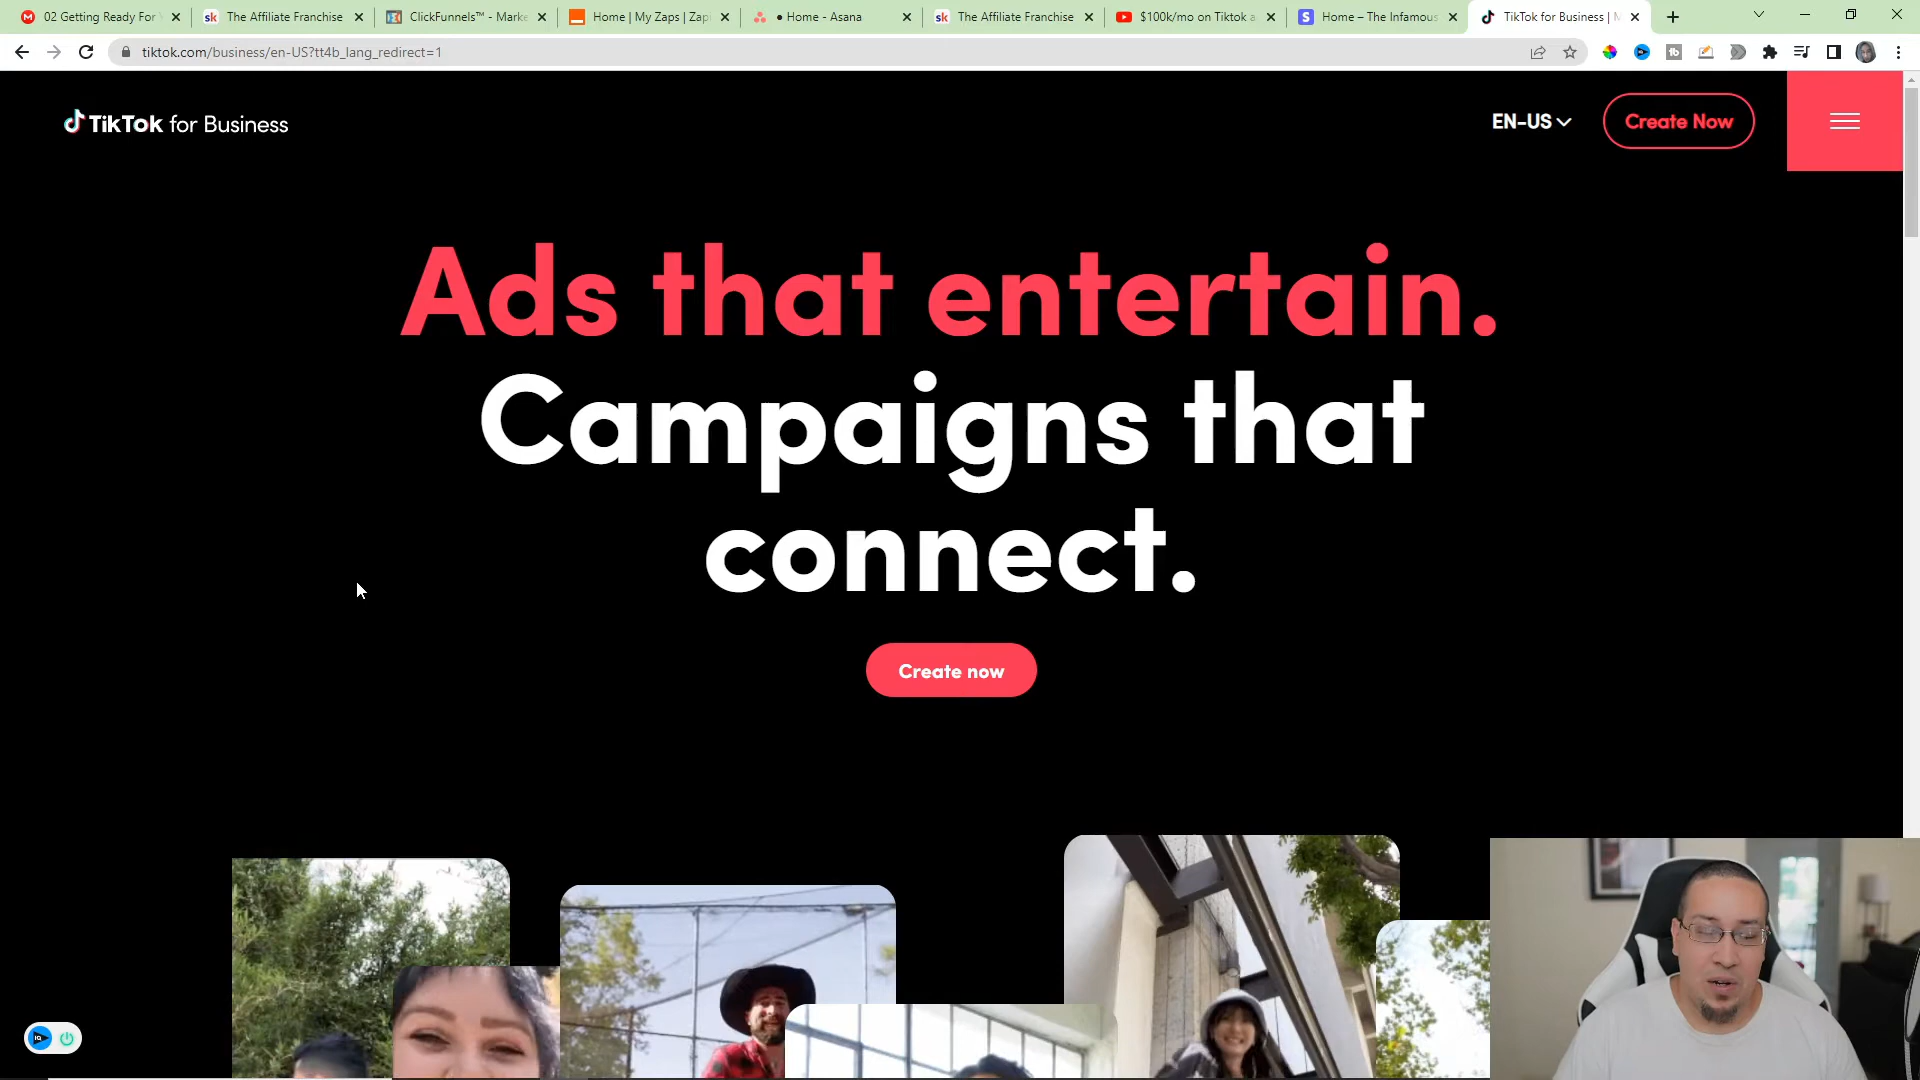 02 Getting Ready For Y
The Affiliate Franchise
ClickFunnels™ - Marke
Home | My Zaps | Zap
• Home - Asana
The Affiliate Franchise
$100k/mo on Tiktok a
Home – The Infamous
TikTok for Business | M
tiktok.com/business/en-US?tt4b_lang_redirect=1
TikTok for Business
EN-US
Create Now
Ads that entertain.
Campaigns that
connect.
Create now